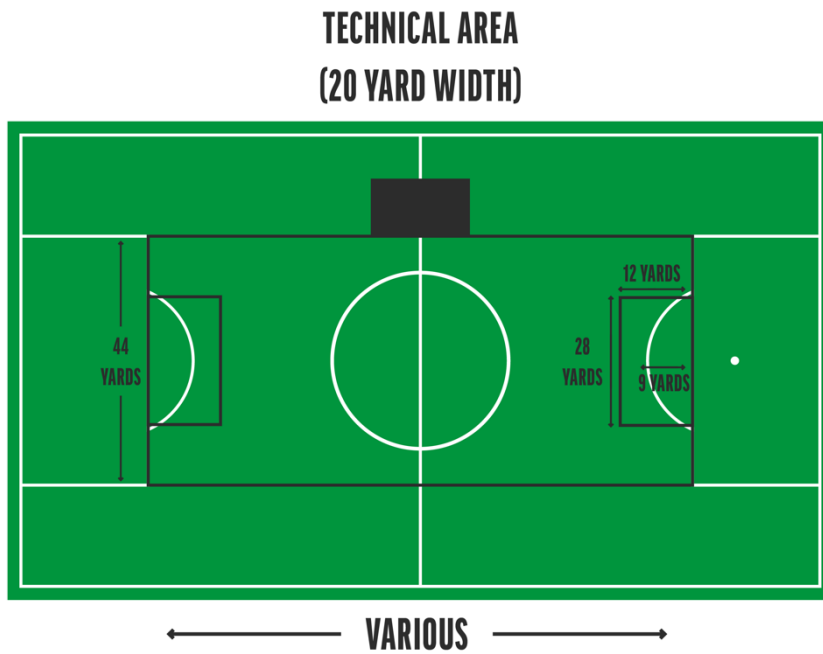 TECHNICAL AREA
(20 YARD WIDTH)
12 YARDS
44
YARDS
28
YARDS
9 YARDS
VARIOUS